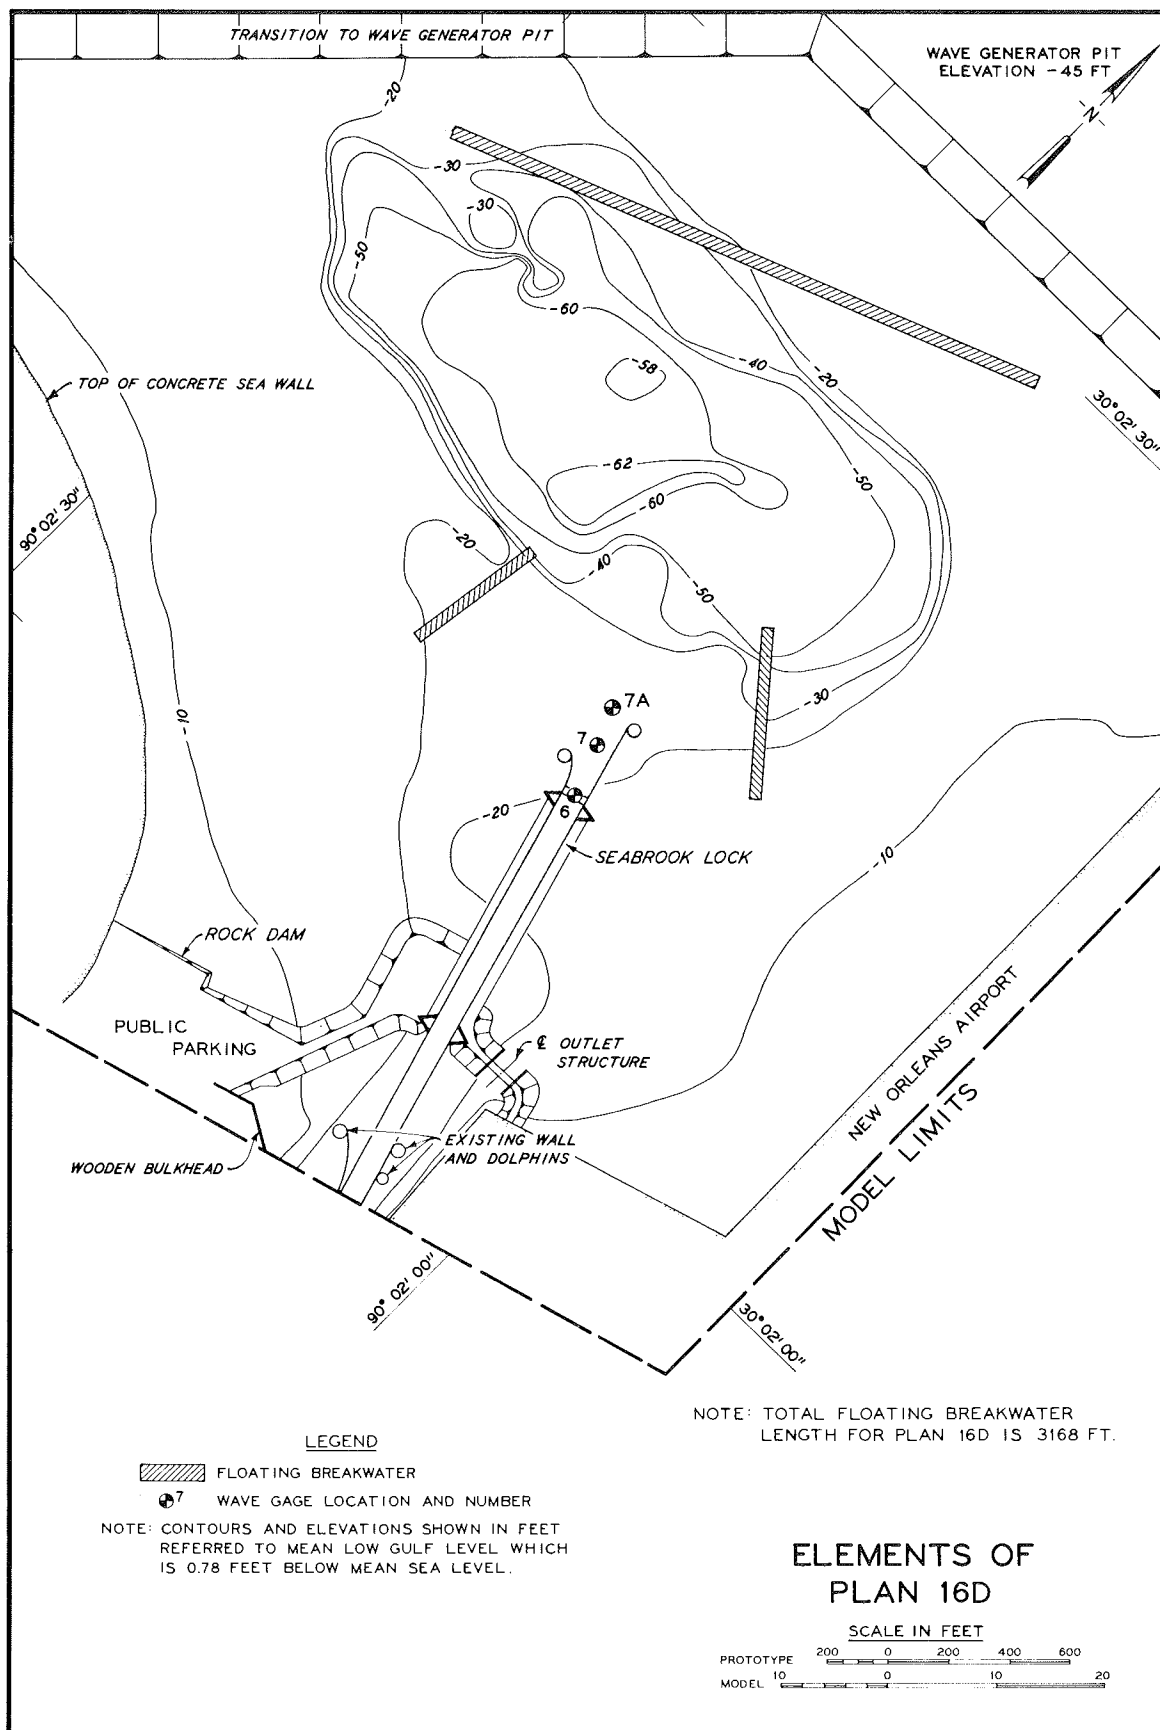 TRANSITION TO WAVE GENERATOR PIT
WAVE GENERATOR PIT
ELEVATION -45 FT
N
-20
-30
-30
-50
-60
-58
-40
-20
TOP OF CONCRETE SEA WALL
30° 02' 30"
-62
-60
-50
90° 02' 30"
-20
-40
-50
-30
-10
7A
7
6
-20
SEABROOK LOCK
-10
ROCK DAM
PUBLIC
PARKING
℄ OUTLET
STRUCTURE
NEW ORLEANS AIRPORT
MODEL LIMITS
EXISTING WALL
AND DOLPHINS
WOODEN BULKHEAD
90° 02' 00"
30° 02' 00"
NOTE: TOTAL FLOATING BREAKWATER
LENGTH FOR PLAN 16D IS 3168 FT.
LEGEND
FLOATING BREAKWATER
7 WAVE GAGE LOCATION AND NUMBER
NOTE: CONTOURS AND ELEVATIONS SHOWN IN FEET
REFERRED TO MEAN LOW GULF LEVEL WHICH
IS 0.78 FEET BELOW MEAN SEA LEVEL.
ELEMENTS OF
PLAN 16D
SCALE IN FEET
PROTOTYPE 200 0 200 400 600
MODEL 10 0 10 20